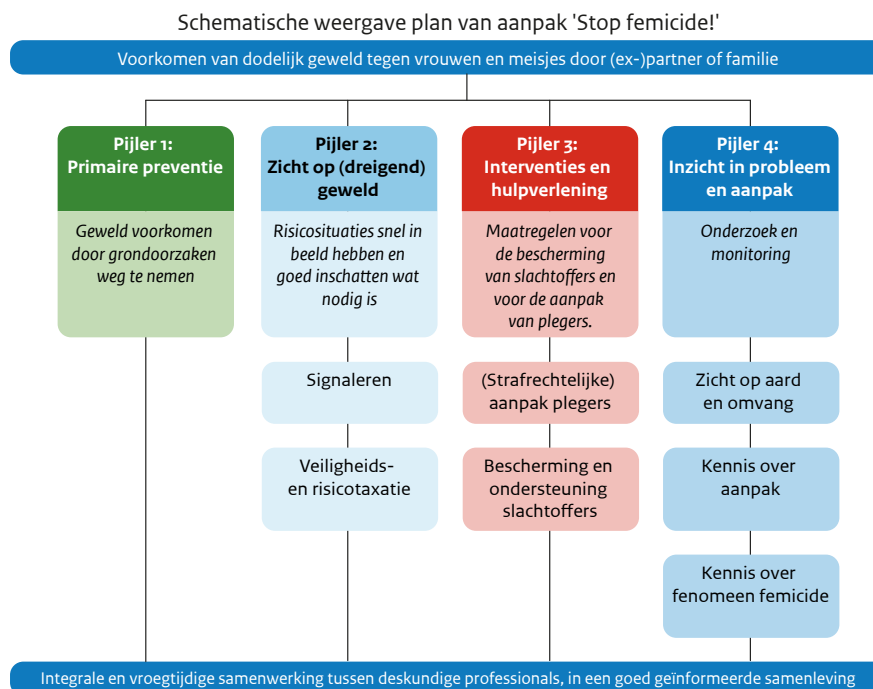 Schematische weergave plan van aanpak 'Stop femicide!'
Voorkomen van dodelijk geweld tegen vrouwen en meisjes door (ex-)partner of familie
Pijler 1:
Primaire preventie
Geweld voorkomen
door grondoorzaken
weg te nemen
Pijler 2:
Zicht op (dreigend)
geweld
Risicosituaties snel in
beeld hebben en
goed inschatten wat
nodig is
Signaleren
Veiligheids-
en risicotaxatie
Pijler 3:
Interventies en
hulpverlening
Maatregelen voor
de bescherming
van slachtoffers en
voor de aanpak
van plegers.
(Strafrechtelijke)
aanpak plegers
Bescherming en
ondersteuning
slachtoffers
Pijler 4:
Inzicht in probleem
en aanpak
Onderzoek en
monitoring
Zicht op aard
en omvang
Kennis over
aanpak
Kennis over
fenomeen femicide
Integrale en vroegtijdige samenwerking tussen deskundige professionals, in een goed geïnformeerde samenleving